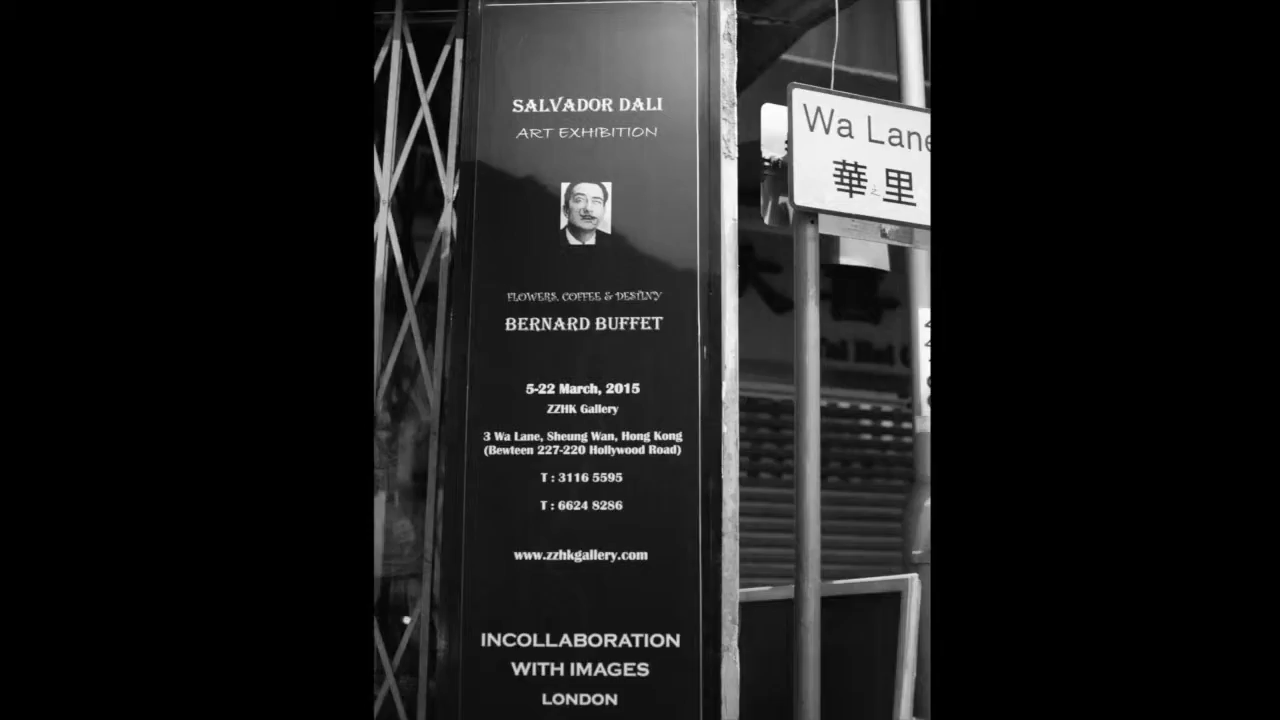 SALVADOR DALI
ART EXHIBITION
FLOWERS, COFFEE & DESTINY
BERNARD BUFFET
5-22 March, 2015
ZZHK Gallery
3 Wa Lane, Sheung Wan, Hong Kong
(Bewteen 227-220 Hollywood Road)
T : 3116 5595
T : 6624 8286
www.zzhkgallery.com
INCOLLABORATION
WITH IMAGES
LONDON
Wa Lane
華里